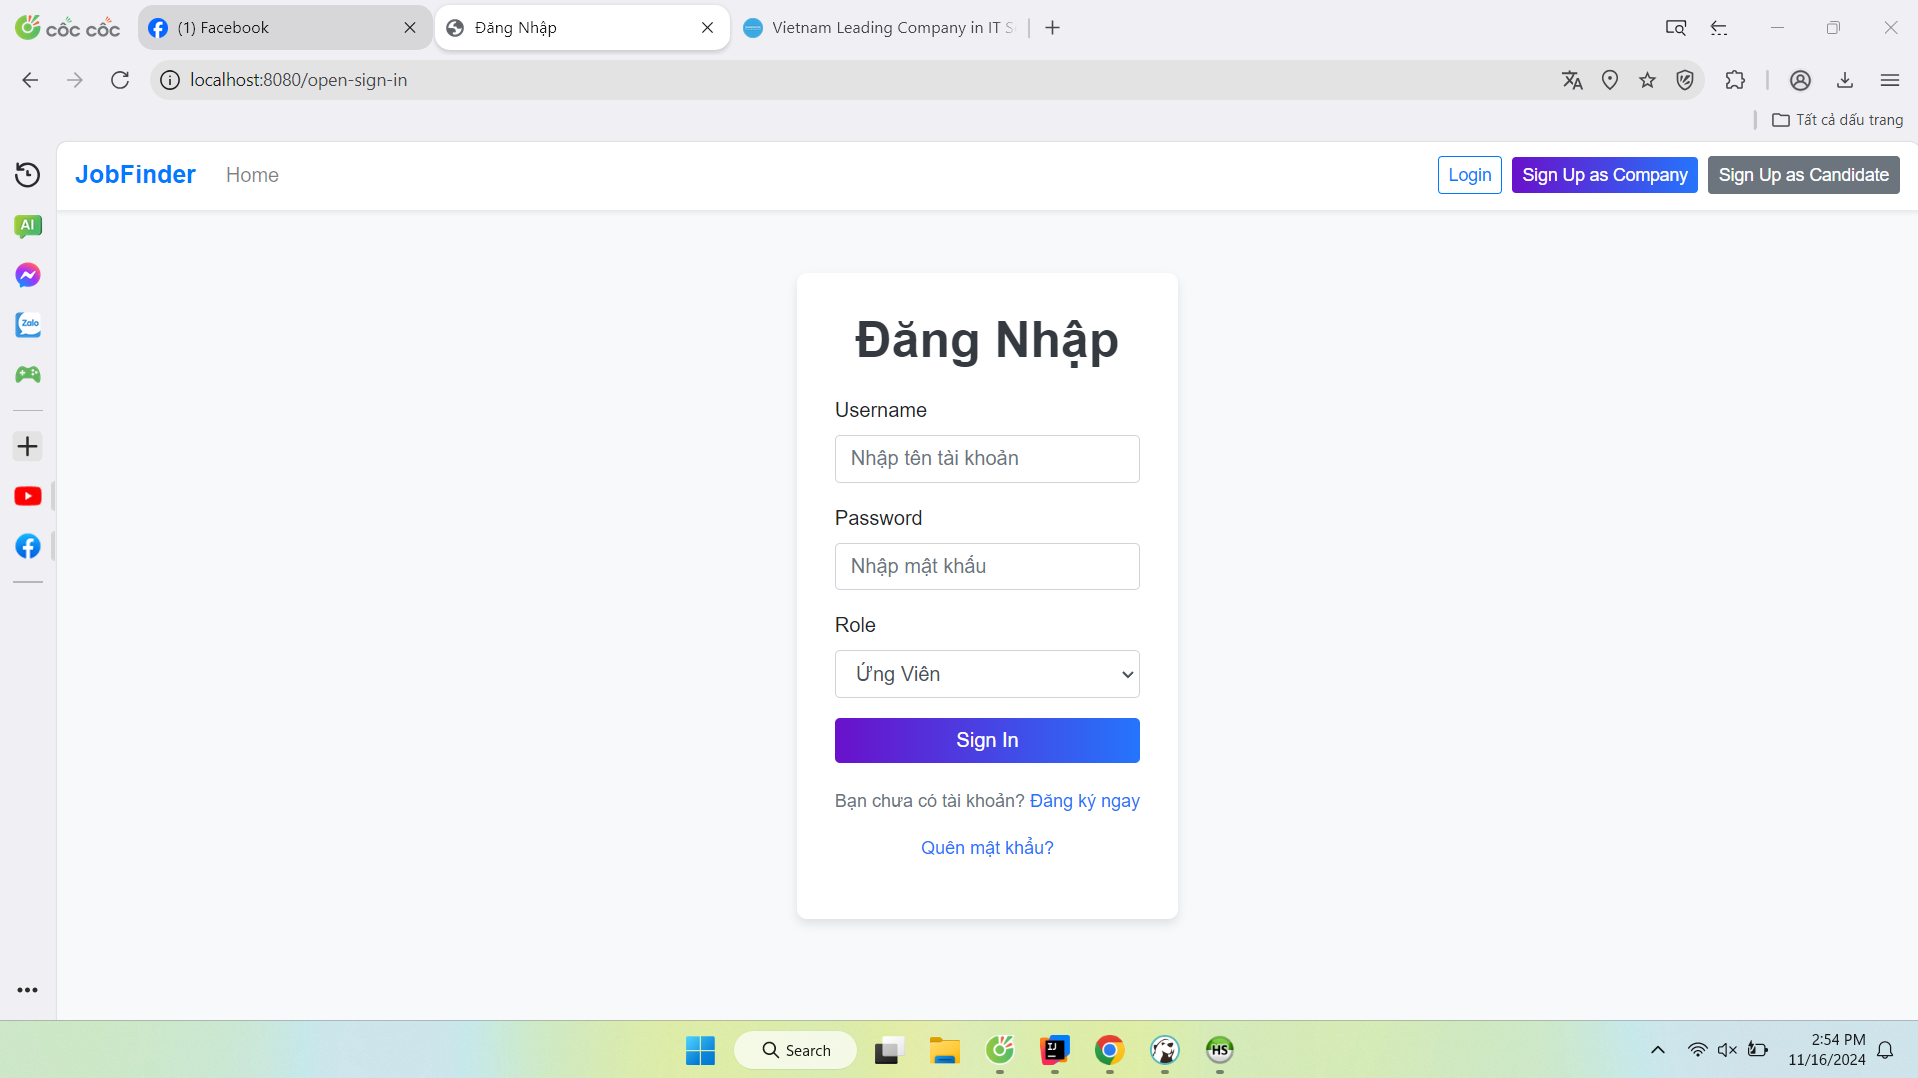 cốc cốc
(1) Facebook
Đăng Nhập
Vietnam Leading Company in IT S
localhost:8080/open-sign-in
Tất cả dấu trang
JobFinder
Home
Login
Sign Up as Company
Sign Up as Candidate
AI
Zalo
Đăng Nhập
Username
Nhập tên tài khoản
Password
Nhập mật khẩu
Role
Ứng Viên
Sign In
Bạn chưa có tài khoản? Đăng ký ngay
Quên mật khẩu?
Search
IJ
HS
2:54 PM
11/16/2024